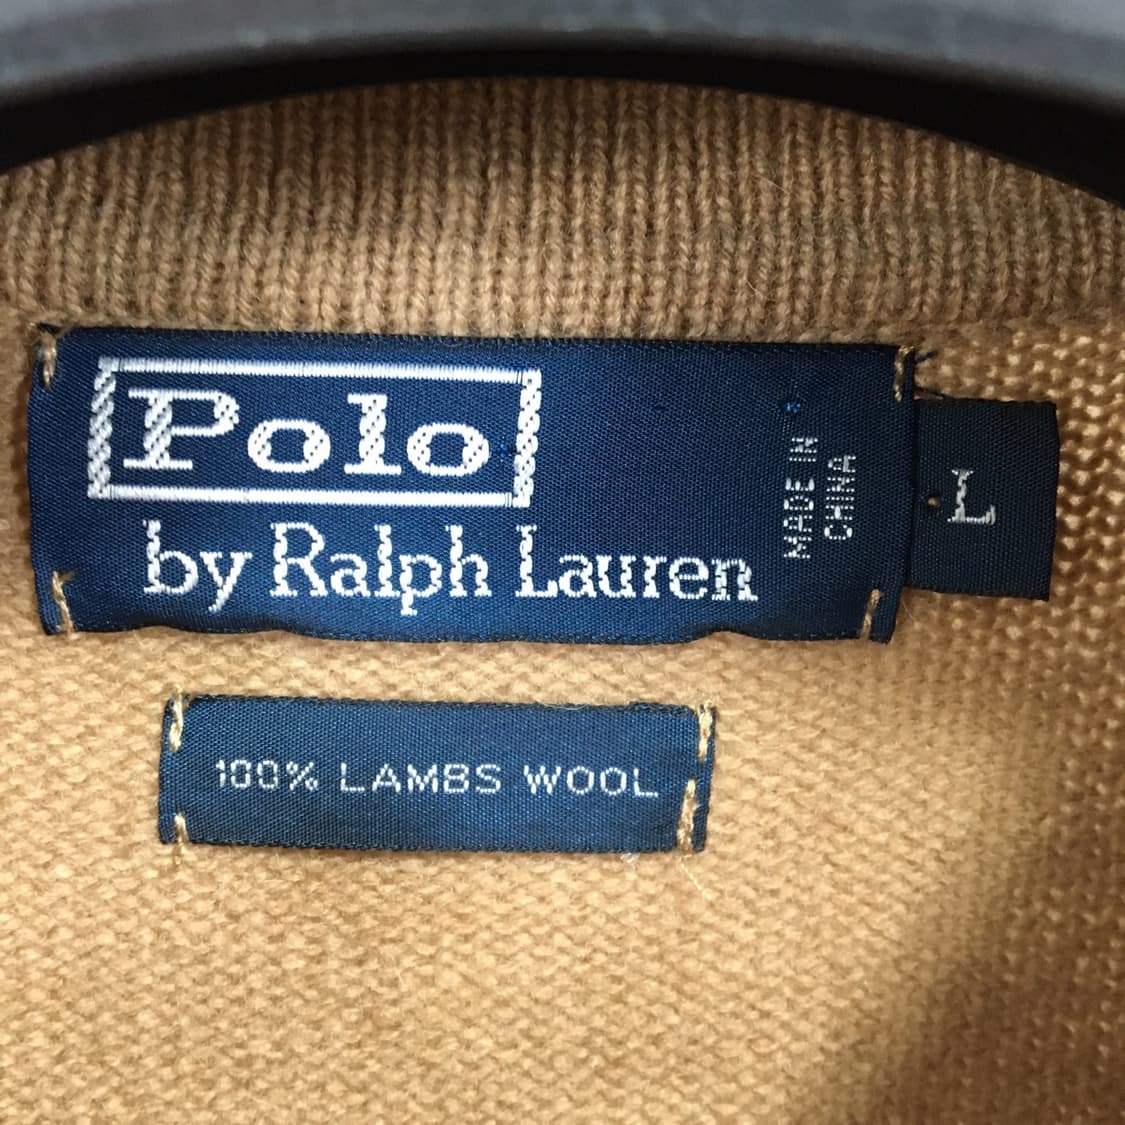 Polo
by Ralph Lauren
MADE IN
CHINA
L
100% LAMBS WOOL